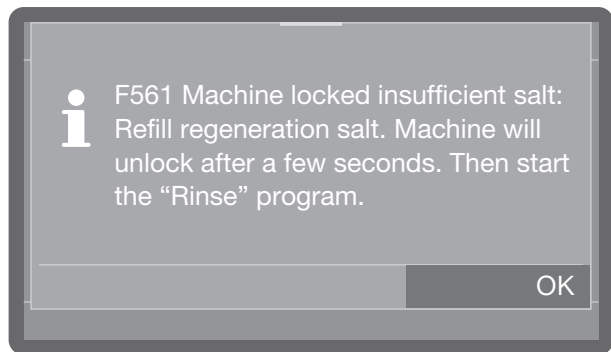 F561 Machine locked insufficient salt:
Refill regeneration salt. Machine will
unlock after a few seconds. Then start
the “Rinse” program.
OK